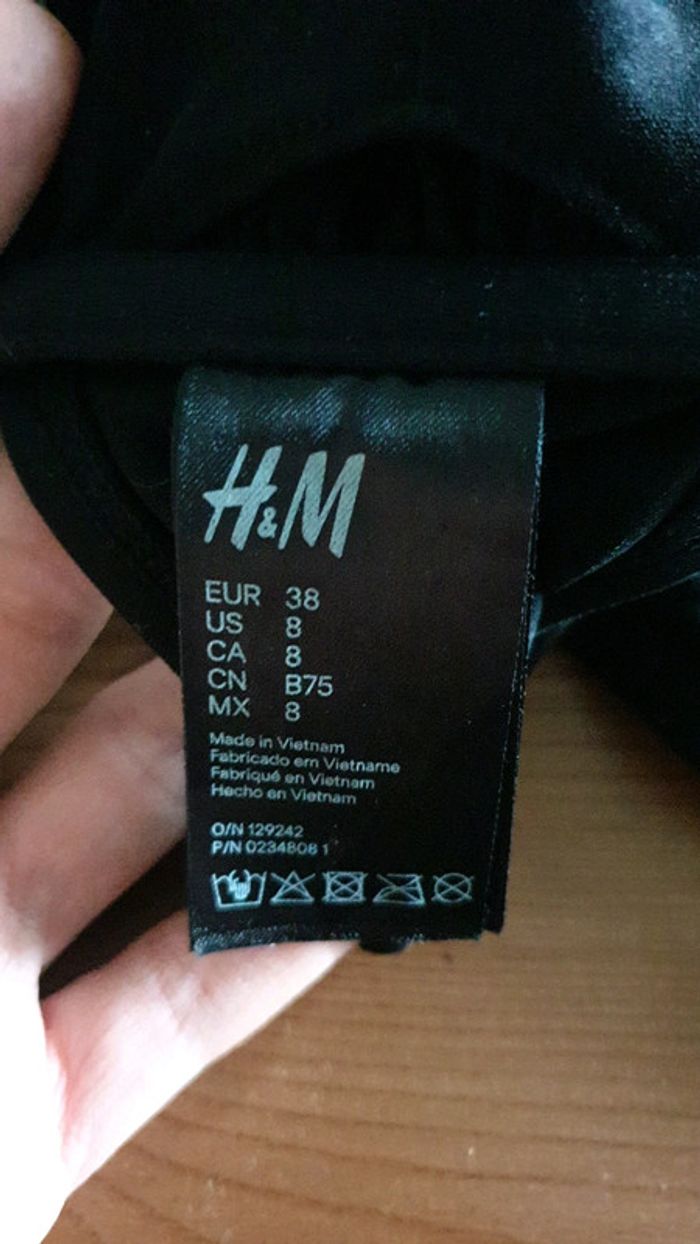 H&M
EUR 38
US 8
CA 8
CN B75
MX 8
Made in Vietnam
Fabricado em Vietname
Fabriqué en Vietnam
Hecho en Vietnam
O/N 129242
P/N 0234808 1